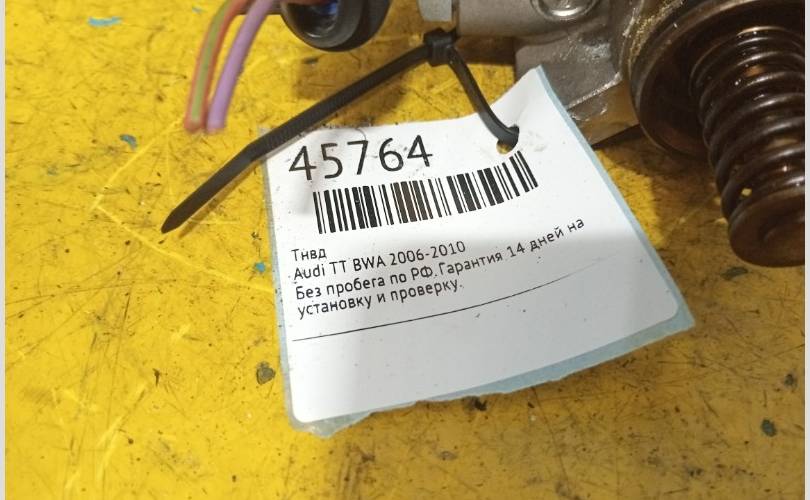 45764
Тнвд
Audi TT BWA 2006-2010
Без пробега по РФ.Гарантия 14 дней на
установку и проверку.